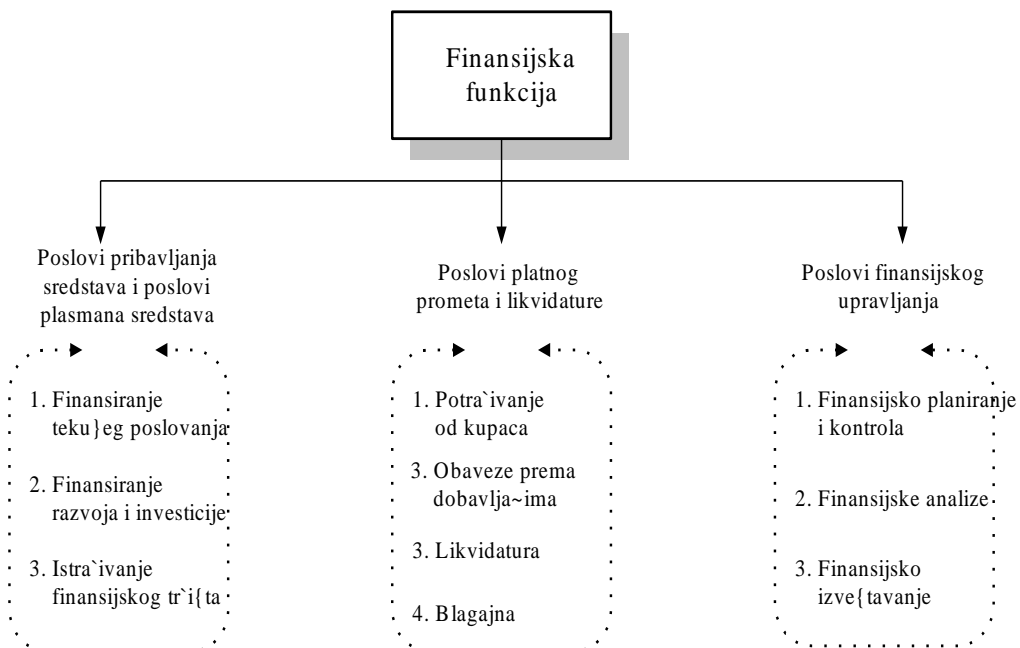 Finansijska
funkcija
Poslovi pribavljanja
sredstava i poslovi
plasmana sredstava
1. Finansiranje
teku}eg poslovanja
2. Finansiranje
razvoja i investicije
3. Istra`ivanje
finansijskog tr`i{ta
Poslovi platnog
prometa i likvidature
1. Potra`ivanje
od kupaca
3. Obaveze prema
dobavlja~ima
3. Likvidatura
4. Blagajna
Poslovi finansijskog
upravljanja
1. Finansijsko planiranje
i kontrola
2. Finansijske analize
3. Finansijsko
izve{tavanje